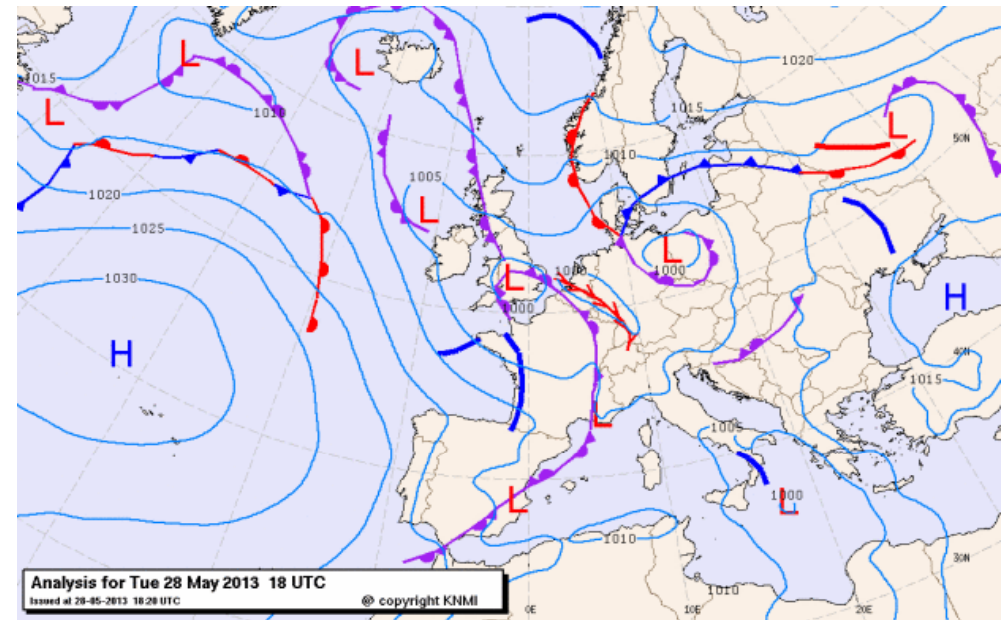 1020
1015
L
L
L
1015
L
1010
L
50N
1010
1005
1020
L
1025
L
1000
1000
1030
L
H
1000
H
40N
1015
L
1005
L
1000
L
1010
30N
Analysis for Tue 28 May 2013 18 UTC
Issued at 28-05-2013 18:20 UTC @ copyright KNMI
1010
0E
10E
20E